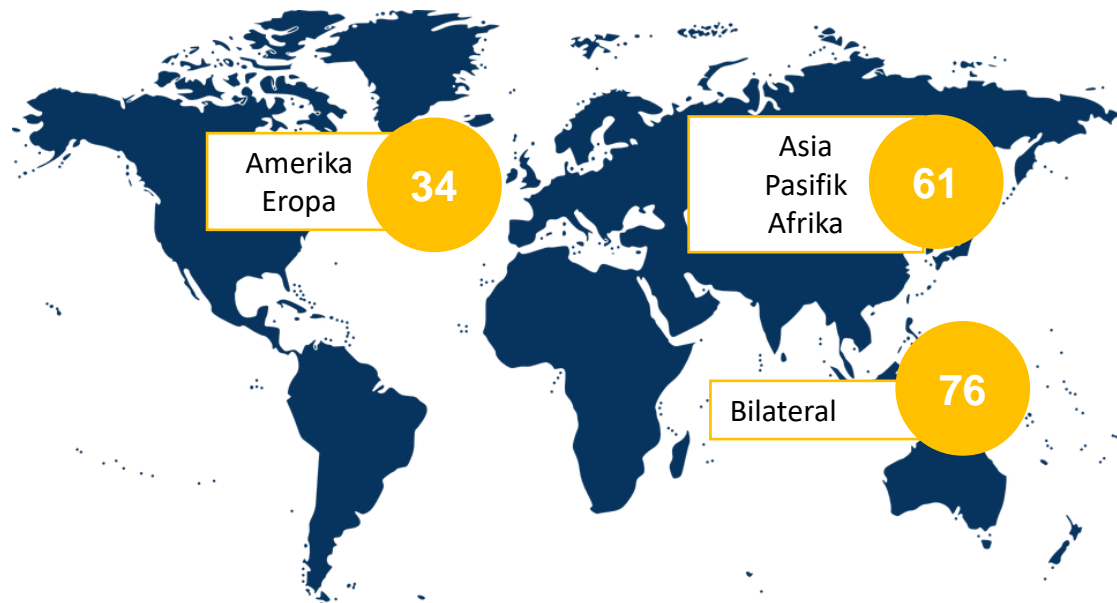 Amerika
Eropa
34
Asia
Pasifik
Afrika
61
Bilateral
76